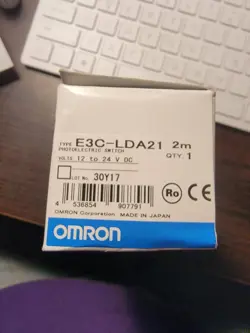 TYPE E3C-LDA21 2m
PHOTOELECTRIC SWITCH
VOLTS 12 to 24 V DC QTY. 1
LOT No. 30Y17
4 536854 907791
Ro
OMRON Corporation MADE IN JAPAN
OMRON